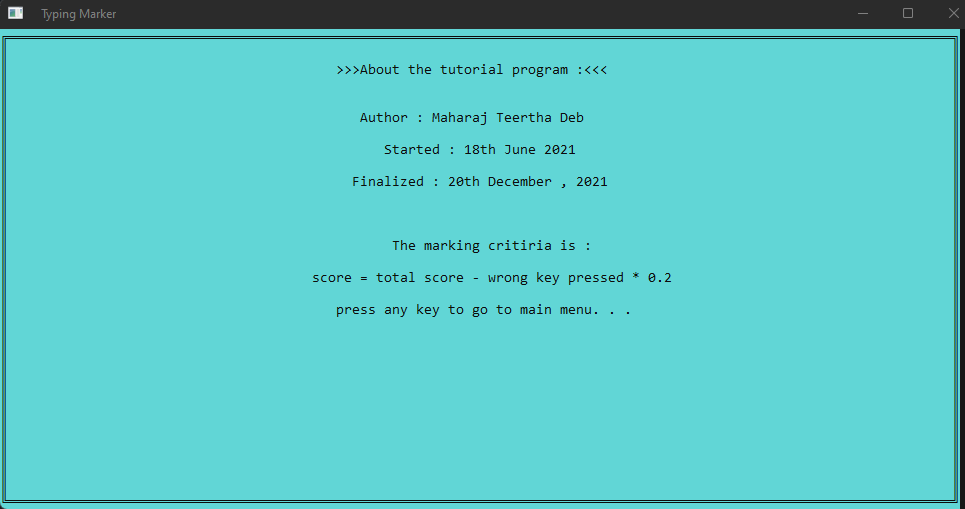 Typing Marker
>>>About the tutorial program :<<<
Author : Maharaj Teertha Deb
Started : 18th June 2021
Finalized : 20th December , 2021
The marking critiria is :
score = total score - wrong key pressed * 0.2
press any key to go to main menu. . .